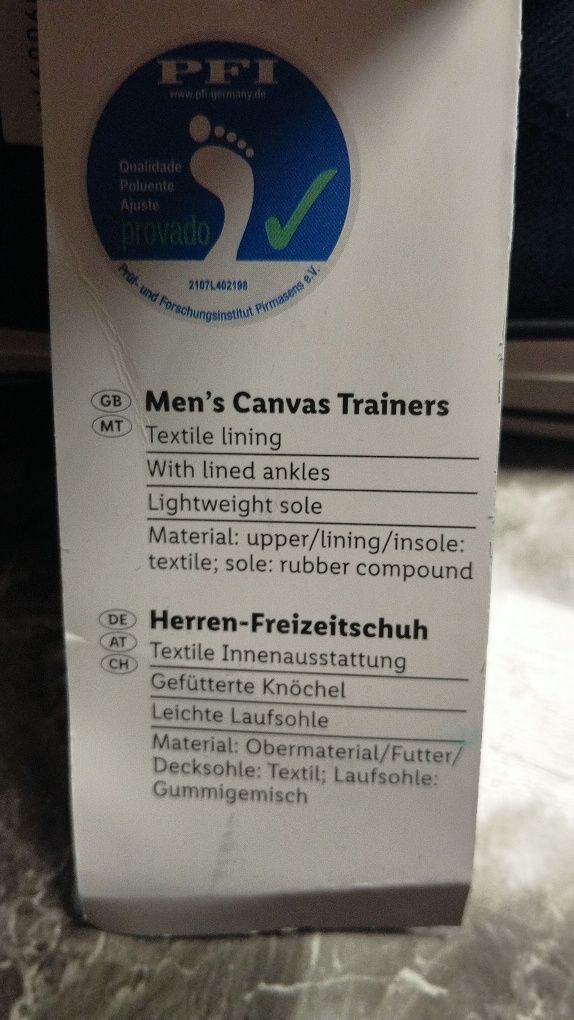 PFI
www.pfi-germany.de
Qualidade
Poluente
Ajuste
provado
2107L402198
Prüf- und Forschungsinstitut Pirmasens e.V.
GB
MT
Men's Canvas Trainers
Textile lining
With lined ankles
Lightweight sole
Material: upper/lining/insole:
textile; sole: rubber compound
DE
AT
CH
Herren-Freizeitschuh
Textile Innenausstattung
Gefütterte Knöchel
Leichte Laufsohle
Material: Obermaterial/Futter/
Decksohle: Textil; Laufsohle:
Gummigemisch